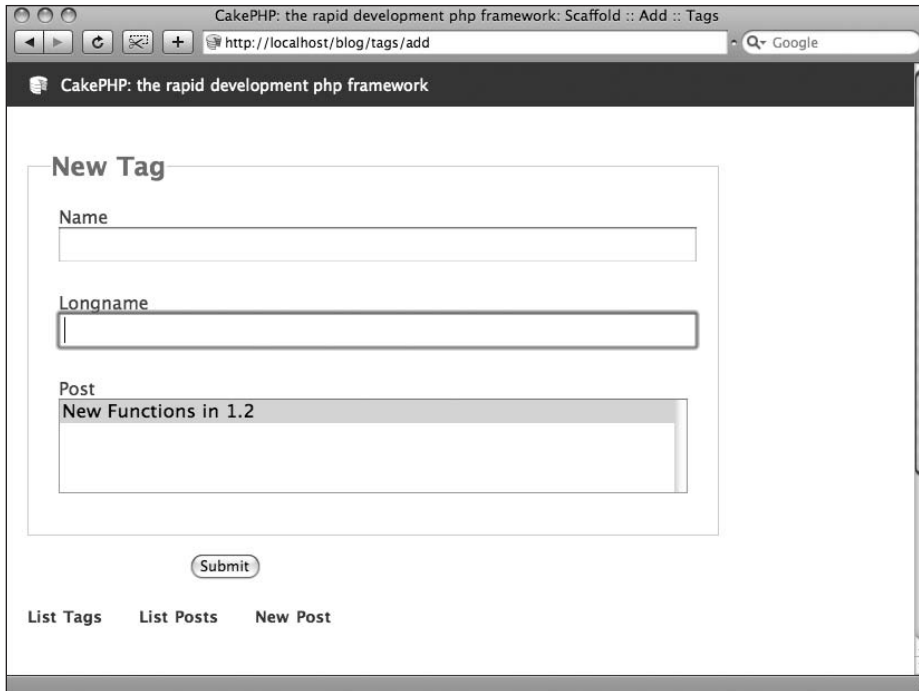 CakePHP: the rapid development php framework: Scaffold :: Add :: Tags
http://localhost/blog/tags/add
Google
CakePHP: the rapid development php framework
New Tag
Name
Longname
Post
New Functions in 1.2
Submit
List Tags List Posts New Post